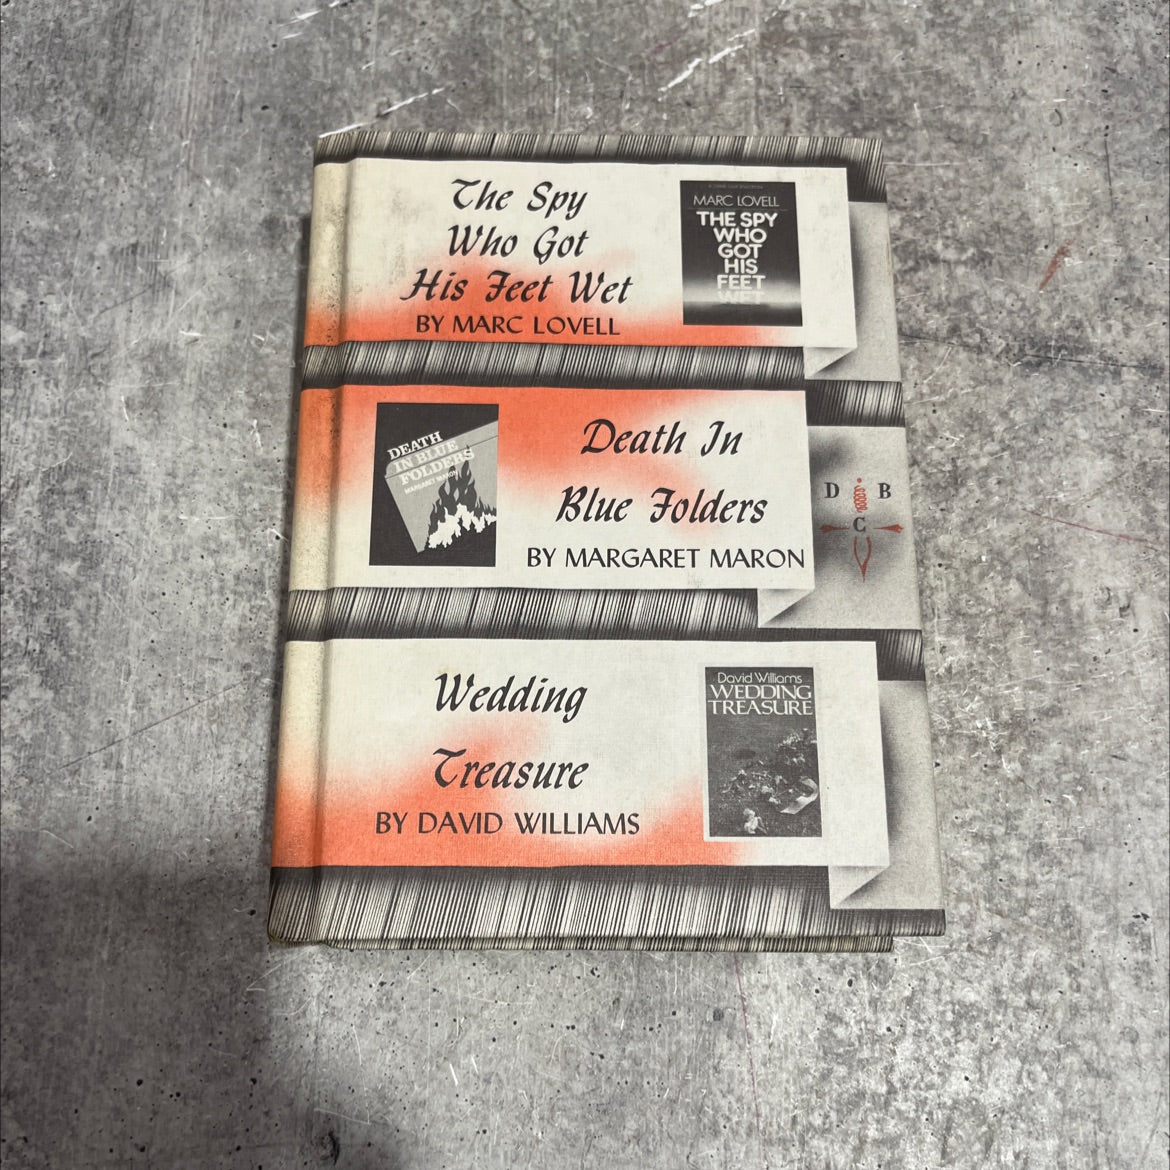 The Spy
Who Got
His Feet Wet
BY MARC LOVELL
MARC LOVELL
THE SPY
WHO
GOT
HIS
FEET
WET
DEATH
IN BLUE
FOLDERS
MARGARET MARON
Death In
Blue Folders
BY MARGARET MARON
D B
C
Wedding
Treasure
BY DAVID WILLIAMS
David Williams
WEDDING
TREASURE